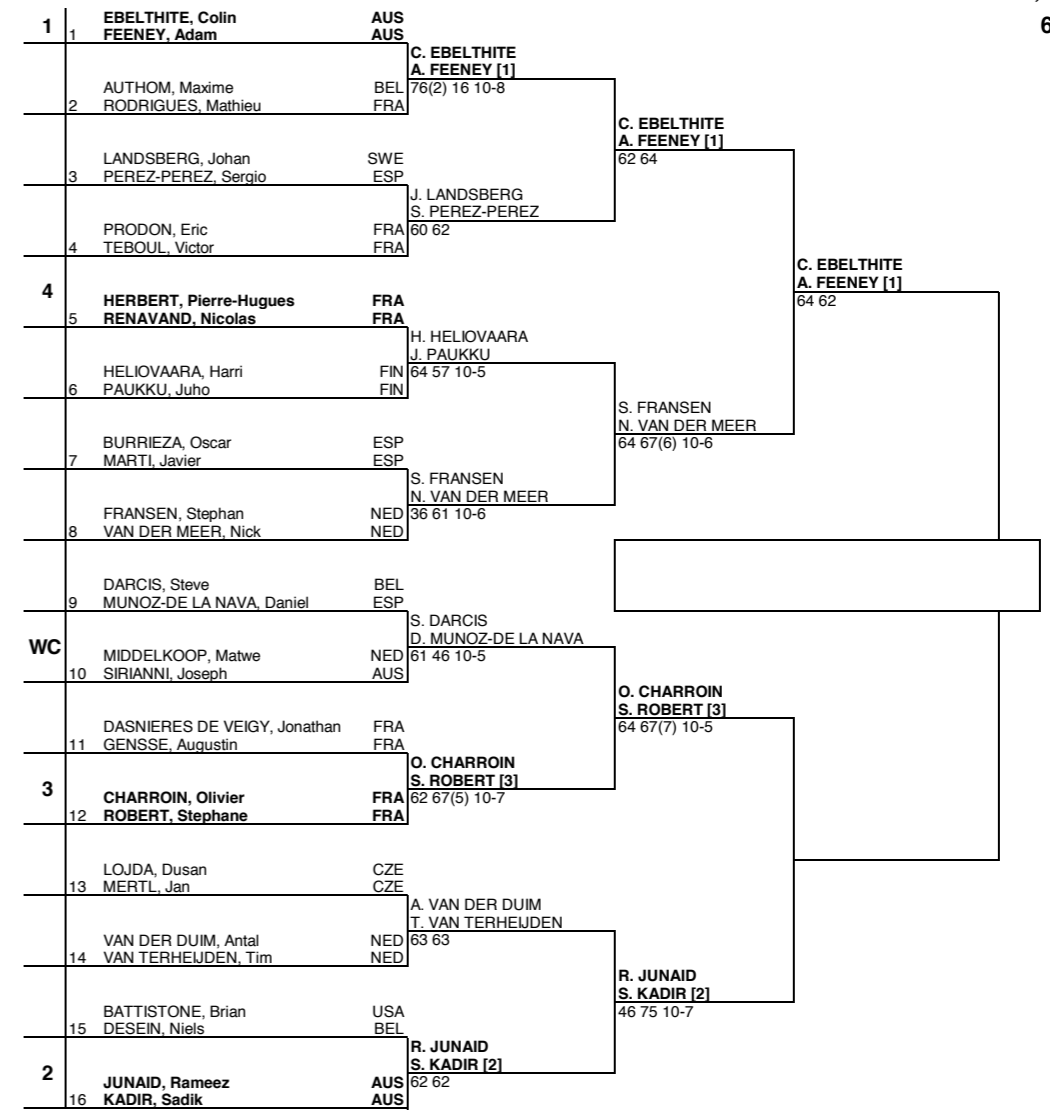 6
1
EBELTHITE, Colin AUS
1 FEENEY, Adam AUS
C. EBELTHITE
A. FEENEY [1]
AUTHOM, Maxime BEL 76(2) 16 10-8
2 RODRIGUES, Mathieu FRA
C. EBELTHITE
A. FEENEY [1]
LANDSBERG, Johan SWE 62 64
3 PEREZ-PEREZ, Sergio ESP
J. LANDSBERG
S. PEREZ-PEREZ
PRODON, Eric FRA 60 62
4 TEBOUL, Victor FRA
C. EBELTHITE
A. FEENEY [1]
4
HERBERT, Pierre-Hugues FRA 64 62
5 RENAVAND, Nicolas FRA
H. HELIOVAARA
J. PAUKKU
HELIOVAARA, Harri FIN 64 57 10-5
6 PAUKKU, Juho FIN
S. FRANSEN
N. VAN DER MEER
BURRIEZA, Oscar ESP 64 67(6) 10-6
7 MARTI, Javier ESP
S. FRANSEN
N. VAN DER MEER
FRANSEN, Stephan NED 36 61 10-6
8 VAN DER MEER, Nick NED
DARCIS, Steve BEL
9 MUNOZ-DE LA NAVA, Daniel ESP
S. DARCIS
D. MUNOZ-DE LA NAVA
WC
MIDDELKOOP, Matwe NED 61 46 10-5
10 SIRIANNI, Joseph AUS
O. CHARROIN
S. ROBERT [3]
DASNIERES DE VEIGY, Jonathan FRA 64 67(7) 10-5
11 GENSSE, Augustin FRA
O. CHARROIN
S. ROBERT [3]
3
CHARROIN, Olivier FRA 62 67(5) 10-7
12 ROBERT, Stephane FRA
LOJDA, Dusan CZE
13 MERTL, Jan CZE
A. VAN DER DUIM
T. VAN TERHEIJDEN
VAN DER DUIM, Antal NED 63 63
14 VAN TERHEIJDEN, Tim NED
R. JUNAID
S. KADIR [2]
BATTISTONE, Brian USA 46 75 10-7
15 DESEIN, Niels BEL
R. JUNAID
S. KADIR [2]
2
JUNAID, Rameez AUS 62 62
16 KADIR, Sadik AUS